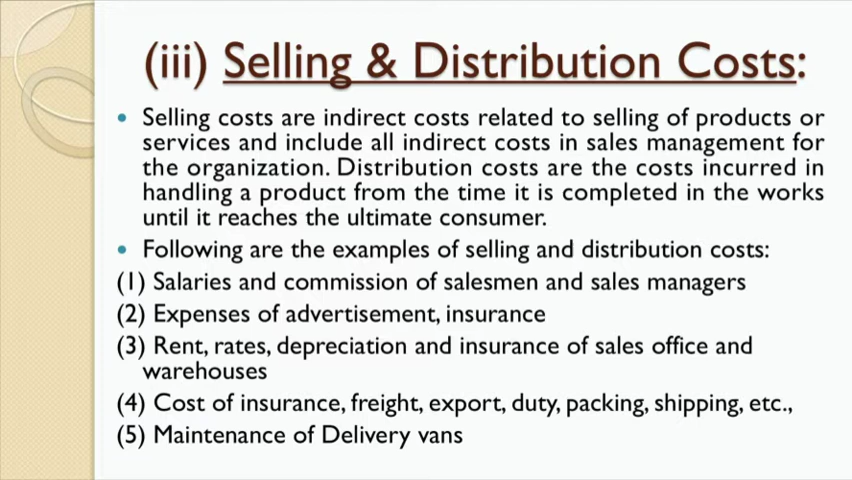 (iii) Selling & Distribution Costs:
• Selling costs are indirect costs related to selling of products or
services and include all indirect costs in sales management for
the organization. Distribution costs are the costs incurred in
handling a product from the time it is completed in the works
until it reaches the ultimate consumer.
• Following are the examples of selling and distribution costs:
(1) Salaries and commission of salesmen and sales managers
(2) Expenses of advertisement, insurance
(3) Rent, rates, depreciation and insurance of sales office and
warehouses
(4) Cost of insurance, freight, export, duty, packing, shipping, etc.,
(5) Maintenance of Delivery vans